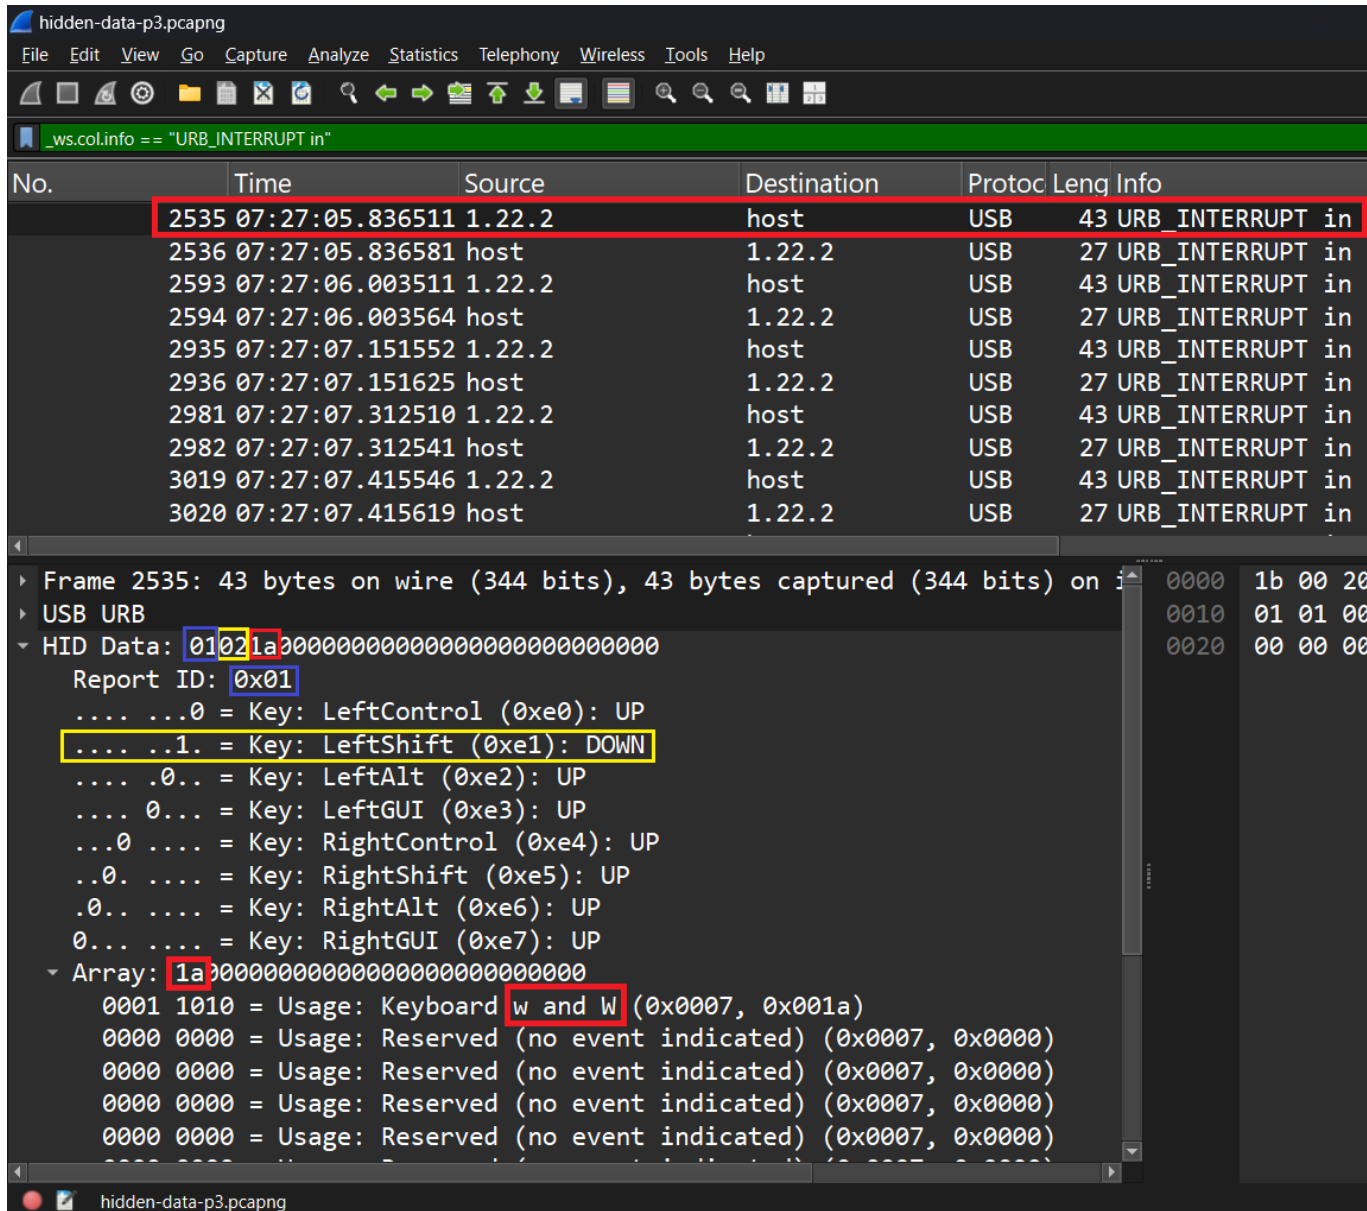 hidden-data-p3.pcapng
File Edit View Go Capture Analyze Statistics Telephony Wireless Tools Help
_ws.col.info == "URB_INTERRUPT in"
No. Time Source Destination Protoc Leng Info
2535 07:27:05.836511 1.22.2 host USB 43 URB_INTERRUPT in
2536 07:27:05.836581 host 1.22.2 USB 27 URB_INTERRUPT in
2593 07:27:06.003511 1.22.2 host USB 43 URB_INTERRUPT in
2594 07:27:06.003564 host 1.22.2 USB 27 URB_INTERRUPT in
2935 07:27:07.151552 1.22.2 host USB 43 URB_INTERRUPT in
2936 07:27:07.151625 host 1.22.2 USB 27 URB_INTERRUPT in
2981 07:27:07.312510 1.22.2 host USB 43 URB_INTERRUPT in
2982 07:27:07.312541 host 1.22.2 USB 27 URB_INTERRUPT in
3019 07:27:07.415546 1.22.2 host USB 43 URB_INTERRUPT in
3020 07:27:07.415619 host 1.22.2 USB 27 URB_INTERRUPT in
Frame 2535: 43 bytes on wire (344 bits), 43 bytes captured (344 bits) on 0000 1b 00 20
USB URB 0010 01 01 00
HID Data: 01021a00000000000000000000000000 0020 00 00 00
Report ID: 0x01
.... ...0 = Key: LeftControl (0xe0): UP
.... ..1. = Key: LeftShift (0xe1): DOWN
.... .0.. = Key: LeftAlt (0xe2): UP
.... 0... = Key: LeftGUI (0xe3): UP
...0 .... = Key: RightControl (0xe4): UP
..0. .... = Key: RightShift (0xe5): UP
.0.. .... = Key: RightAlt (0xe6): UP
0... .... = Key: RightGUI (0xe7): UP
Array: 1a00000000000000000000000000
0001 1010 = Usage: Keyboard w and W (0x0007, 0x001a)
0000 0000 = Usage: Reserved (no event indicated) (0x0007, 0x0000)
0000 0000 = Usage: Reserved (no event indicated) (0x0007, 0x0000)
0000 0000 = Usage: Reserved (no event indicated) (0x0007, 0x0000)
0000 0000 = Usage: Reserved (no event indicated) (0x0007, 0x0000)
hidden-data-p3.pcapng